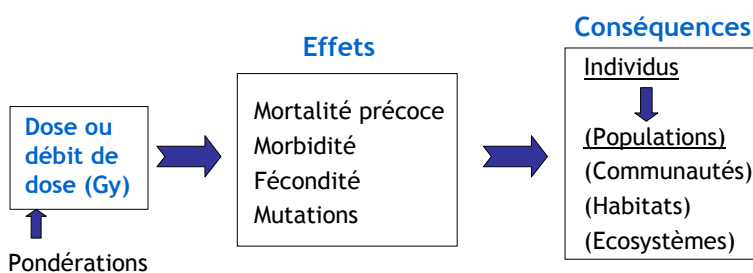 Dose ou
débit de
dose (Gy)
Pondérations
Effets
Mortalité précoce
Morbidité
Fécondité
Mutations
Conséquences
Individus
(Populations)
(Communautés)
(Habitats)
(Ecosystèmes)